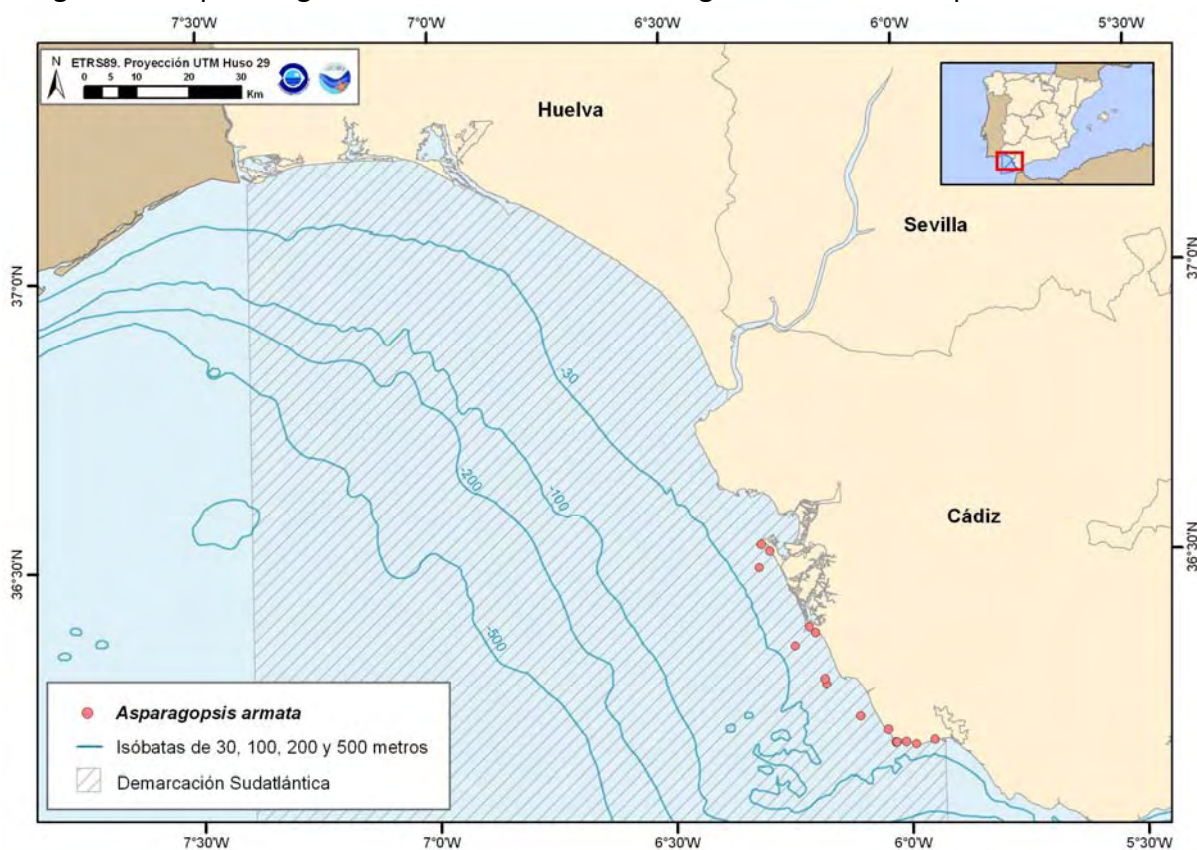 7°30'W 7°0'W 6°30'W 6°0'W 5°30'W
N ETRS89. Proyección UTM Huso 29
0 5 10 20 30
Km
Huelva
Sevilla
37°0'N
37°0'N
-30
-200
-100
Cádiz
36°30'N
36°30'N
-500
Asparagopsis armata
Isóbatas de 30, 100, 200 y 500 metros
Demarcación Sudatlántica
7°30'W 7°0'W 6°30'W 6°0'W 5°30'W